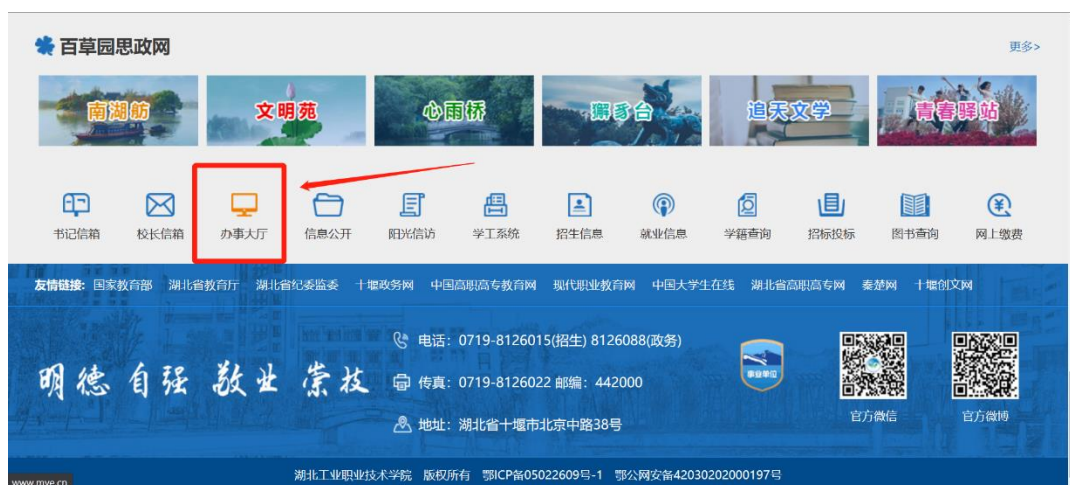 百草园思政网
更多>
南湖舫 文明苑 心雨桥 獬豸台 追天文学 青春驿站
书记信箱 校长信箱 办事大厅 信息公开 阳光信访 学工系统 招生信息 就业信息 学籍查询 招标投标 图书查询 网上缴费
友情链接: 国家教育部 湖北省教育厅 湖北省纪委监委 十堰政务网 中国高职高专教育网 现代职业教育网 中国大学生在线 湖北省高职高专网 秦楚网 十堰创文网
明德 自强 敬业 崇技
电话：0719-8126015(招生) 8126088(政务)
传真：0719-8126022 邮编：442000
地址：湖北省十堰市北京中路38号
事业单位
官方微信
官方微博
湖北工业职业技术学院 版权所有 鄂ICP备05022609号-1 鄂公网安备42030202000197号
www.mve.cn